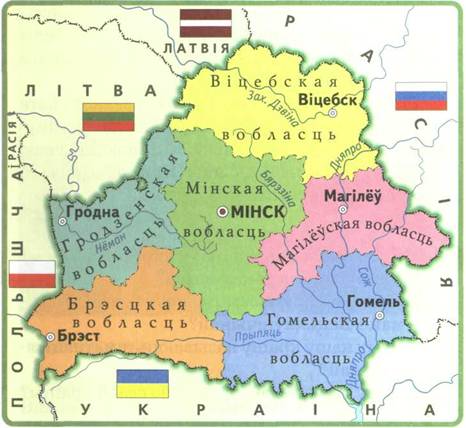 ЛАТВІЯ
РАСІЯ
ЛІТВА
Віцебская
вобласць
Зах. Дзвіна
Віцебск
Дняпро
РАСІЯ
Гродзенская
вобласць
Гродна
Нёман
Мінская
вобласць
МІНСК
Бярэзіна
Магілёў
Магілёўская вобласць
ПОЛЬШЧА
Брэсцкая
вобласць
Брэст
Гомельская
вобласць
Гомель
Сож
Прыпяць
Дняпро
УКРАІНА